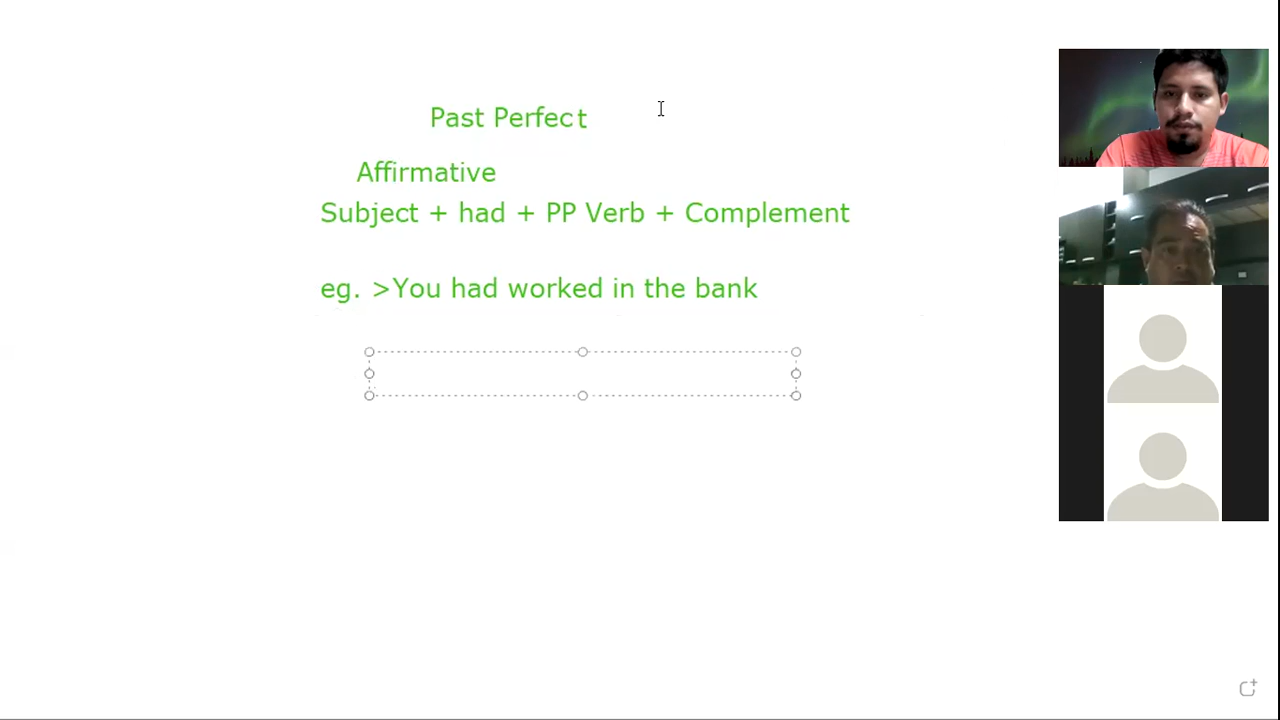 Past Perfect
Affirmative
Subject + had + PP Verb + Complement
eg. >You had worked in the bank